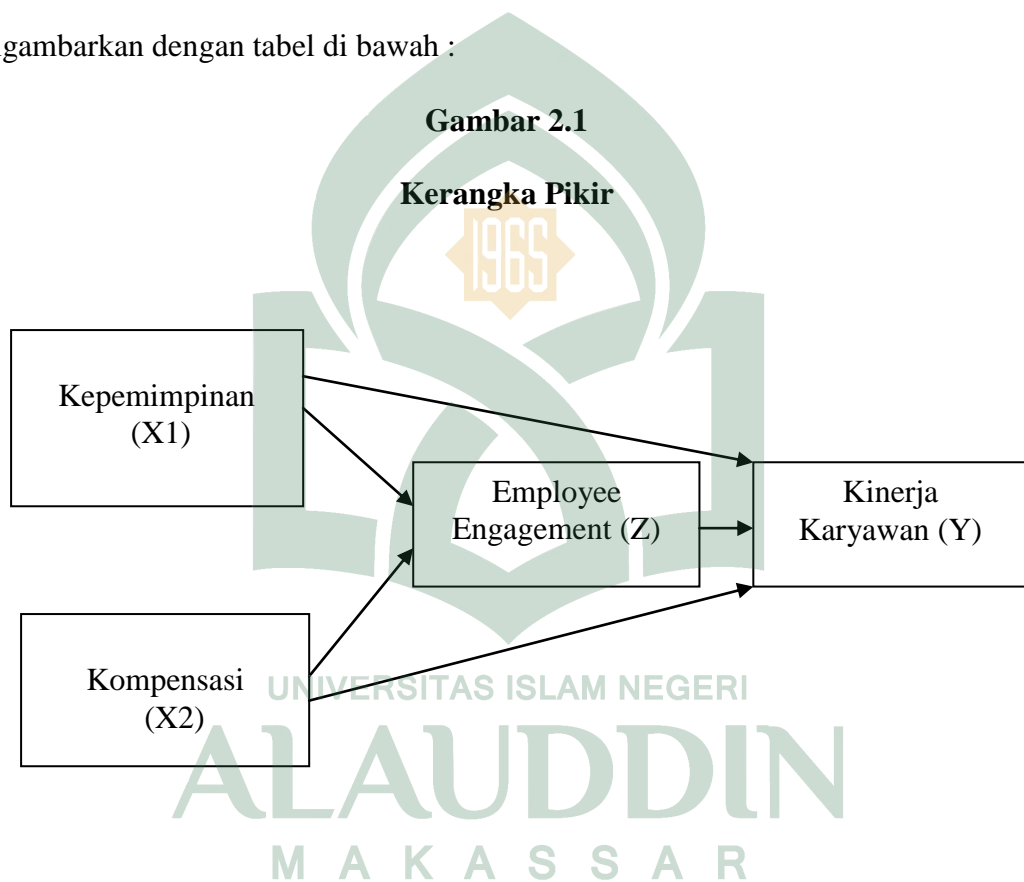 gambarkan dengan tabel di bawah :
Gambar 2.1
Kerangka Pikir
1965
Kepemimpinan
(X1)
Employee
Engagement (Z)
Kinerja
Karyawan (Y)
Kompensasi
(X2)
UNIVERSITAS ISLAM NEGERI
ALAUDDIN
MAKASSAR